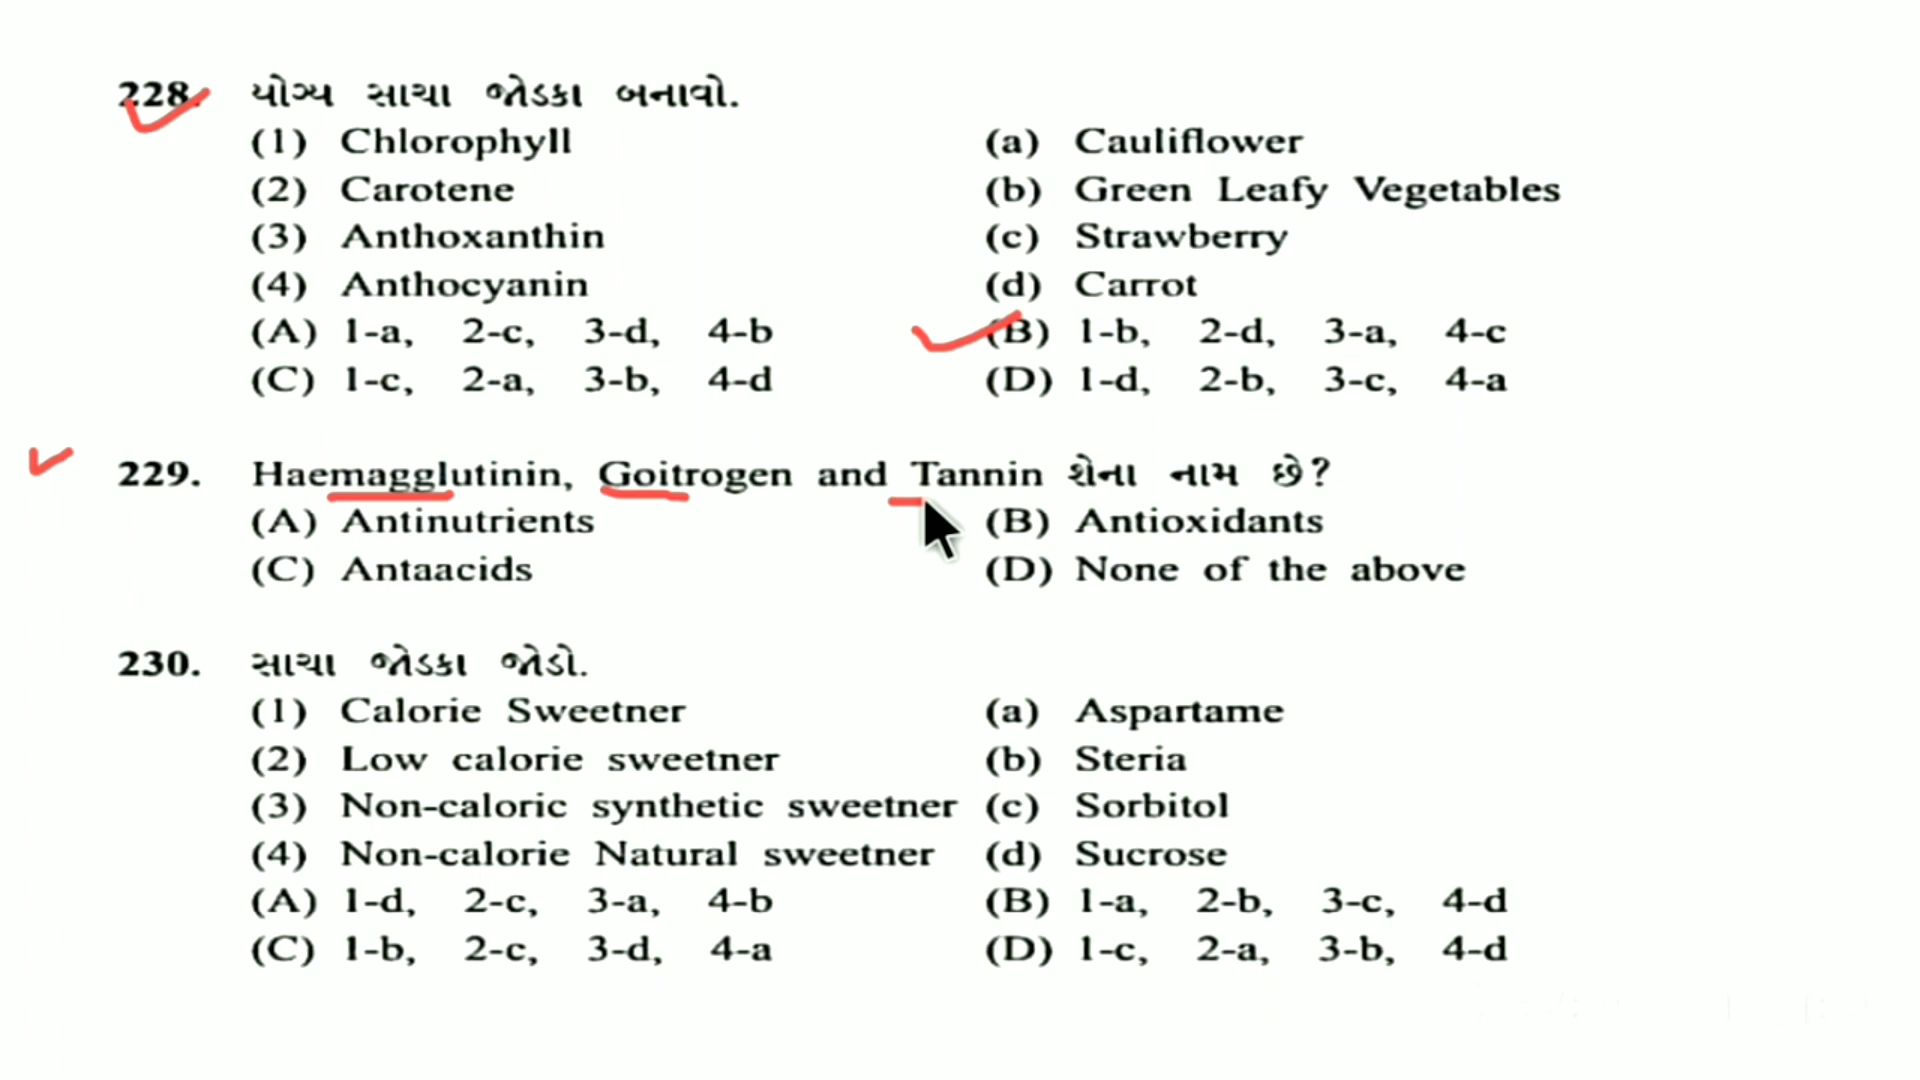 228. યોગ્ય સાચા જોડકા બનાવો.
(1) Chlorophyll (a) Cauliflower
(2) Carotene (b) Green Leafy Vegetables
(3) Anthoxanthin (c) Strawberry
(4) Anthocyanin (d) Carrot
(A) 1-a, 2-c, 3-d, 4-b (B) 1-b, 2-d, 3-a, 4-c
(C) 1-c, 2-a, 3-b, 4-d (D) 1-d, 2-b, 3-c, 4-a
229. Haemagglutinin, Goitrogen and Tannin શેના નામ છે?
(A) Antinutrients (B) Antioxidants
(C) Antaacids (D) None of the above
230. સાચા જોડકા જોડો.
(1) Calorie Sweetner (a) Aspartame
(2) Low calorie sweetner (b) Steria
(3) Non-caloric synthetic sweetner (c) Sorbitol
(4) Non-calorie Natural sweetner (d) Sucrose
(A) 1-d, 2-c, 3-a, 4-b (B) 1-a, 2-b, 3-c, 4-d
(C) 1-b, 2-c, 3-d, 4-a (D) 1-c, 2-a, 3-b, 4-d